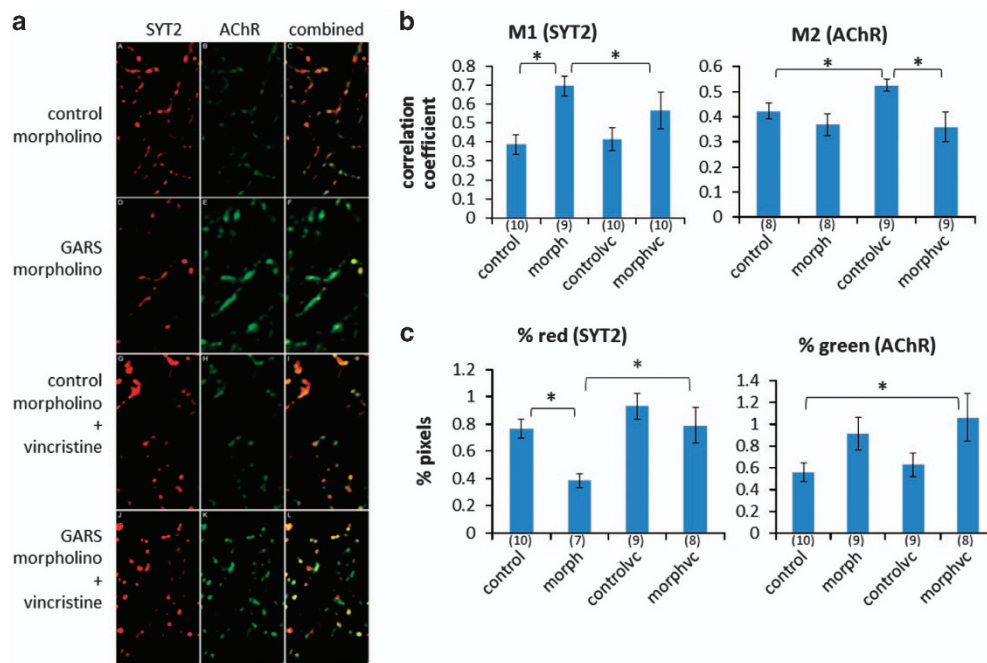 a
SYT2 AChR combined
control
morpholino
A B C
GARS
morpholino
D E F
control
morpholino
+
vincristine
G H I
GARS
morpholino
+
vincristine
J K L
b
M1 (SYT2)
correlation
coefficient
0.8
0.7
0.6
0.5
0.4
0.3
0.2
0.1
0
* *
(10) (9) (10) (10)
control morph controlvc morphvc
M2 (AChR)
0.6
0.5
0.4
0.3
0.2
0.1
0
* *
(8) (8) (9) (9)
control morph controlvc morphvc
c
% red (SYT2)
% pixels
1.2
1
0.8
0.6
0.4
0.2
0
* *
(10) (7) (9) (8)
control morph controlvc morphvc
% green (AChR)
1.4
1.2
1
0.8
0.6
0.4
0.2
0
*
(10) (9) (9) (8)
control morph controlvc morphvc